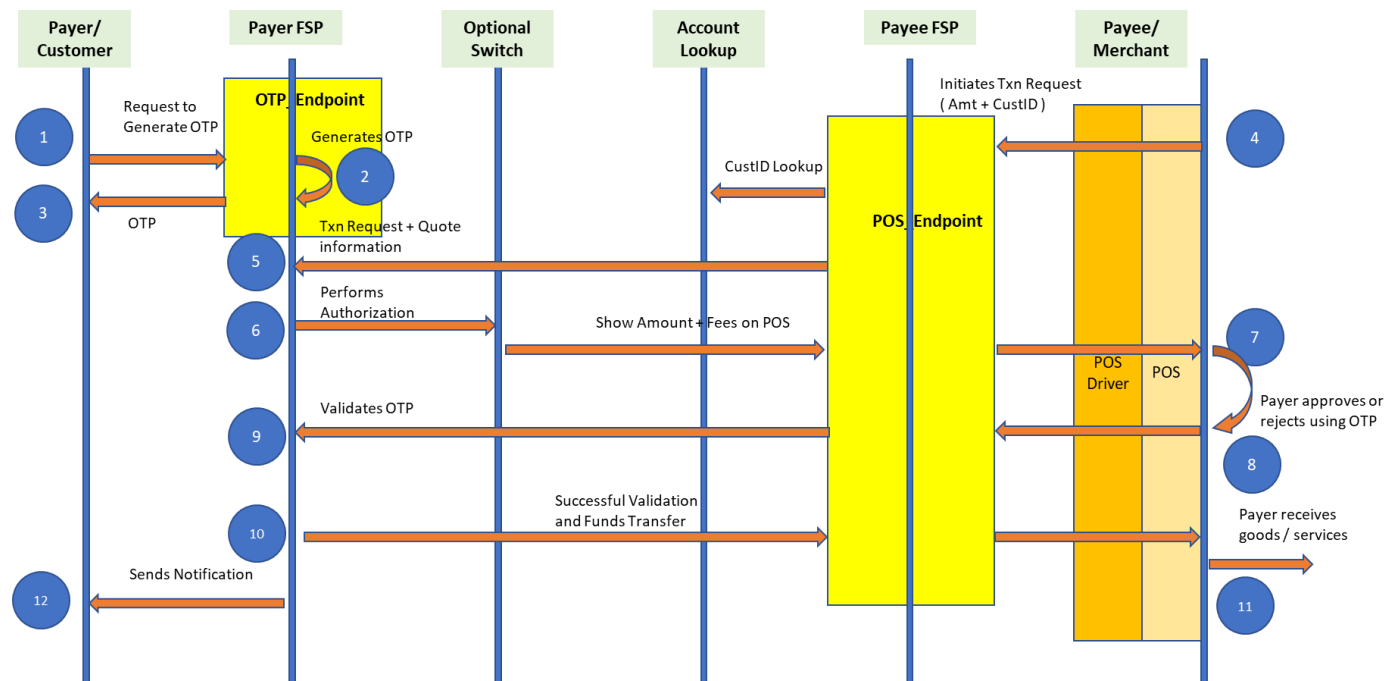 Payer/
Customer
Payer FSP
Optional
Switch
Account
Lookup
Payee FSP
Payee/
Merchant
OTP_Endpoint
Initiates Txn Request
( Amt + CustID )
Request to
Generate OTP
1
Generates OTP
2
4
CustID Lookup
3
OTP
Txn Request + Quote
information
POS_Endpoint
5
Performs
Authorization
6
Show Amount + Fees on POS
7
POS
Driver
POS
Validates OTP
Payer approves or
rejects using OTP
9
8
Successful Validation
and Funds Transfer
10
Payer receives
goods / services
Sends Notification
12
11